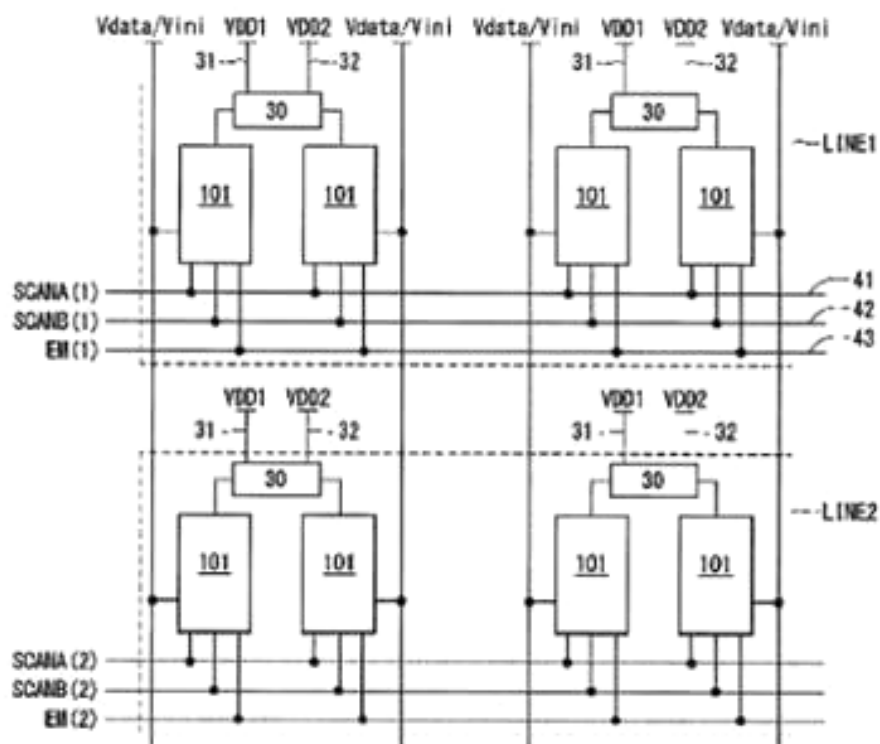 Vdata/Vini VDD1 VDD2 Vdata/Vini Vdata/Vini VDD1 VDD2 Vdata/Vini
31 32 31 32
30 30
LINE1
101 101 101 101
SCANA(1) 41
SCANB(1) 42
EM(1) 43
VDD1 VDD2 VDD1 VDD2
31 32 31 32
30 30
LINE2
101 101 101 101
SCANA(2)
SCANB(2)
EM(2)